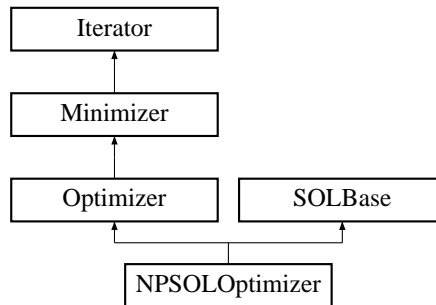 Iterator
Minimizer
Optimizer
SOLBase
NPSOLOptimizer